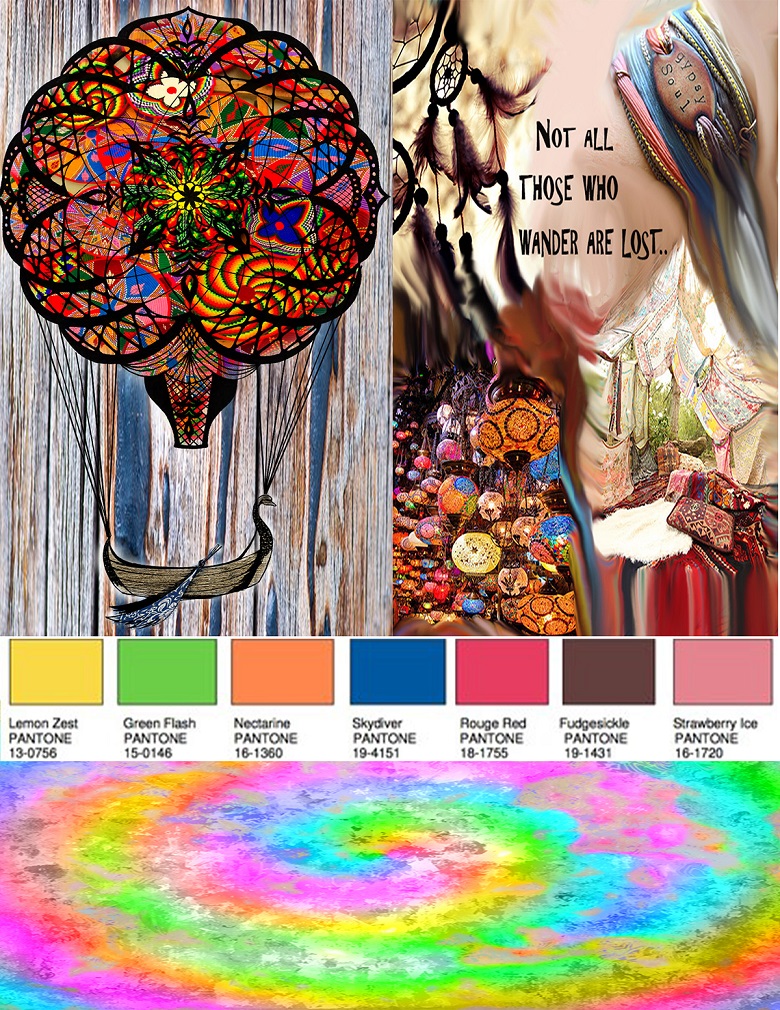 gypsy
Soul
Not all
those who
wander are lost..
Lemon Zest
PANTONE
13-0756
Green Flash
PANTONE
15-0146
Nectarine
PANTONE
16-1360
Skydiver
PANTONE
19-4151
Rouge Red
PANTONE
18-1755
Fudgesickle
PANTONE
19-1431
Strawberry Ice
PANTONE
16-1720